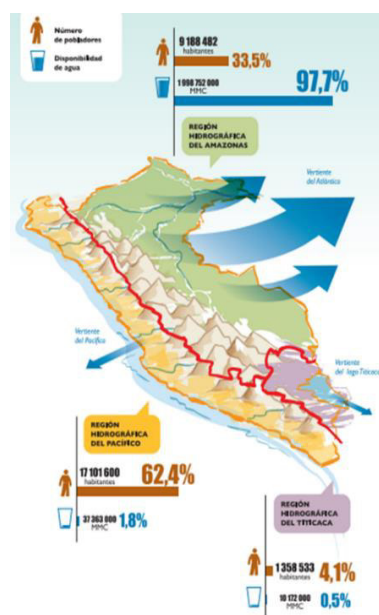 Número
de pobladores
Disponibilidad
de agua
9 188 482
habitantes
33,5%
1 998 752 000
MMC
97,7%
REGIÓN
HIDROGRÁFICA
DEL AMAZONAS
Vertiente
del Atlántico
Vertiente
del Pacífico
Vertiente
del lago Titicaca
REGIÓN
HIDROGRÁFICA
DEL PACÍFICO
17 101 600
habitantes
62,4%
37 363 000
MMC
1,8%
REGIÓN
HIDROGRÁFICA
DEL TITICACA
1 358 533
habitantes
4,1%
10 172 000
MMC
0,5%